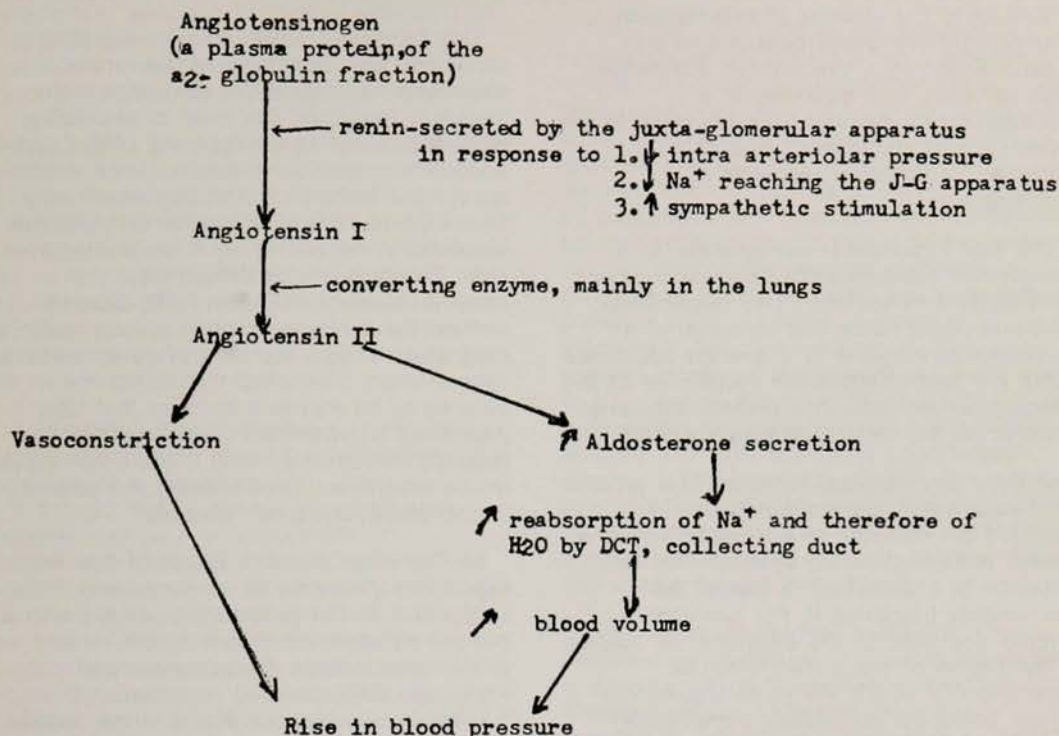 Angiotensinogen
(a plasma protein,of the
a2- globulin fraction)
renin-secreted by the juxta-glomerular apparatus
in response to 1.↓ intra arteriolar pressure
2.↓ Na+ reaching the J-G apparatus
3.↑ sympathetic stimulation
Angiotensin I
converting enzyme, mainly in the lungs
Angiotensin II
Vasoconstriction
↗ Aldosterone secretion
↗ reabsorption of Na+ and therefore of
H2O by DCT, collecting duct
↗ blood volume
Rise in blood pressure